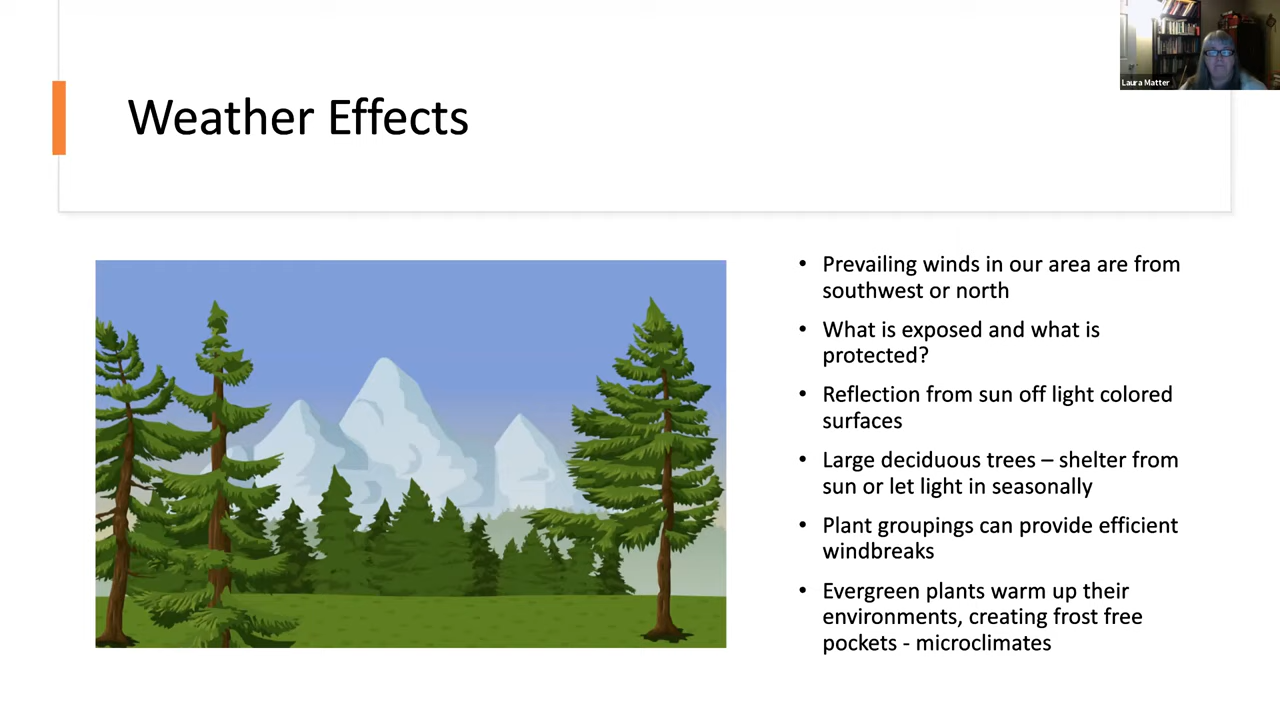 Laura Matter
Weather Effects
• Prevailing winds in our area are from
southwest or north
• What is exposed and what is
protected?
• Reflection from sun off light colored
surfaces
• Large deciduous trees – shelter from
sun or let light in seasonally
• Plant groupings can provide efficient
windbreaks
• Evergreen plants warm up their
environments, creating frost free
pockets - microclimates